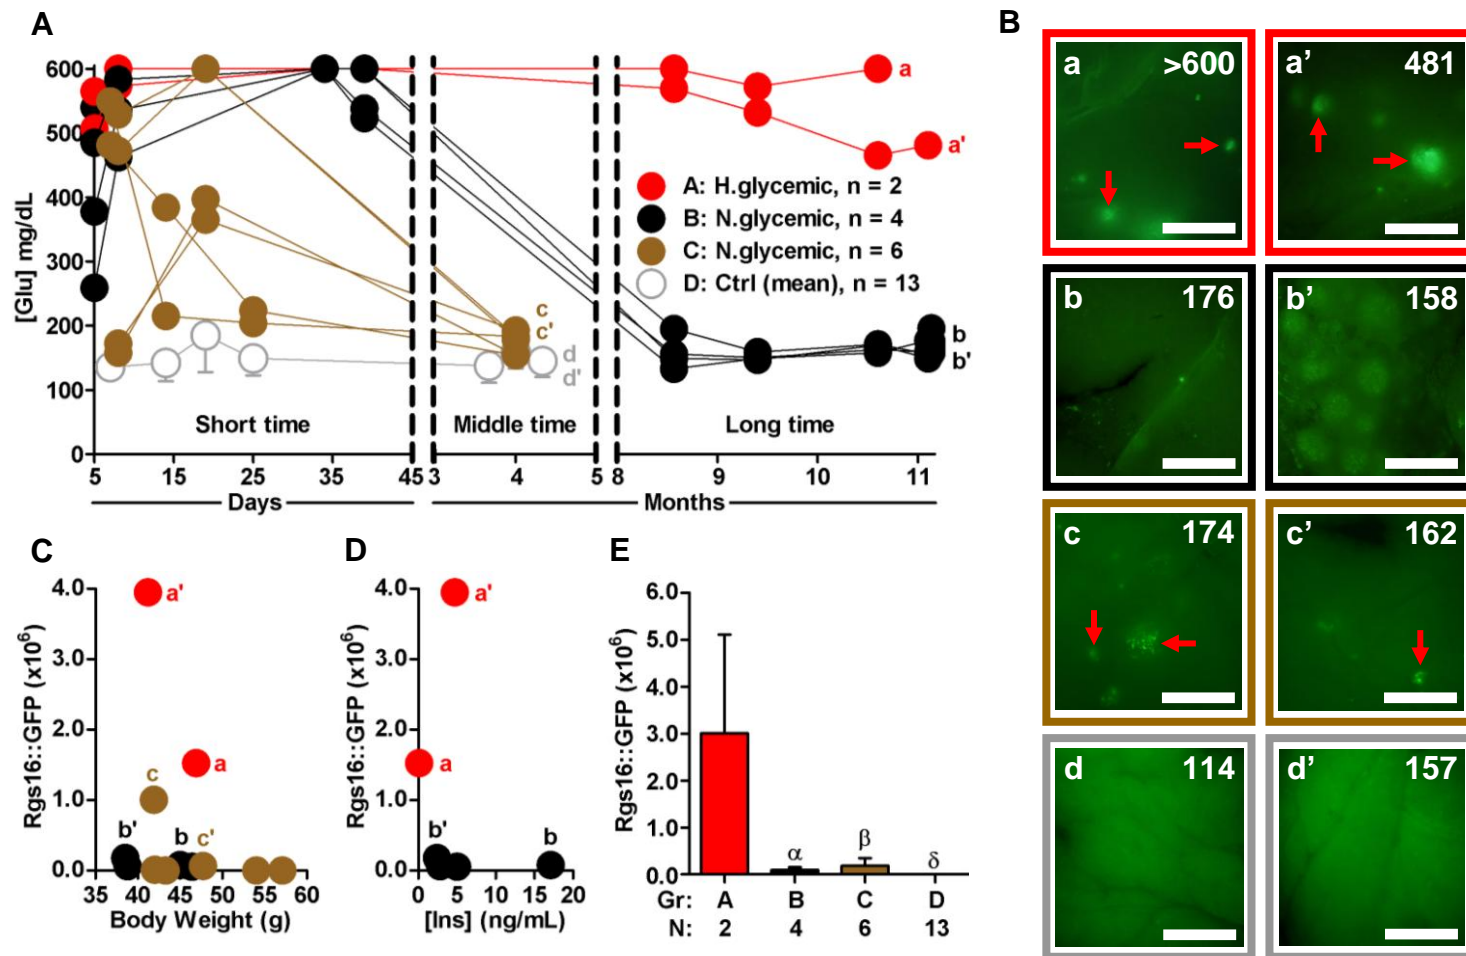 A
[Glu] mg/dL
600
500
400
300
200
100
0
a
a'
A: H.glycemic, n = 2
B: N.glycemic, n = 4
C: N.glycemic, n = 6
D: Ctrl (mean), n = 13
c
c'
d
d'
b
b'
Short time
Middle time
Long time
5 15 25 35 45 3 4 5 8 9 10 11
Days
Months
B
a >600
a’ 481
b 176
b’ 158
c 174
c’ 162
d 114
d’ 157
C
Rgs16::GFP (x10⁶)
4.0
3.0
2.0
1.0
0.0
a'
a
c
b'
b
c'
35 40 45 50 55 60
Body Weight (g)
D
Rgs16::GFP (x10⁶)
4.0
3.0
2.0
1.0
0.0
a'
a
b'
b
0 5 10 15 20
[Ins] (ng/mL)
E
Rgs16::GFP (x10⁶)
6.0
5.0
4.0
3.0
2.0
1.0
0.0
α
β
δ
Gr: A B C D
N: 2 4 6 13